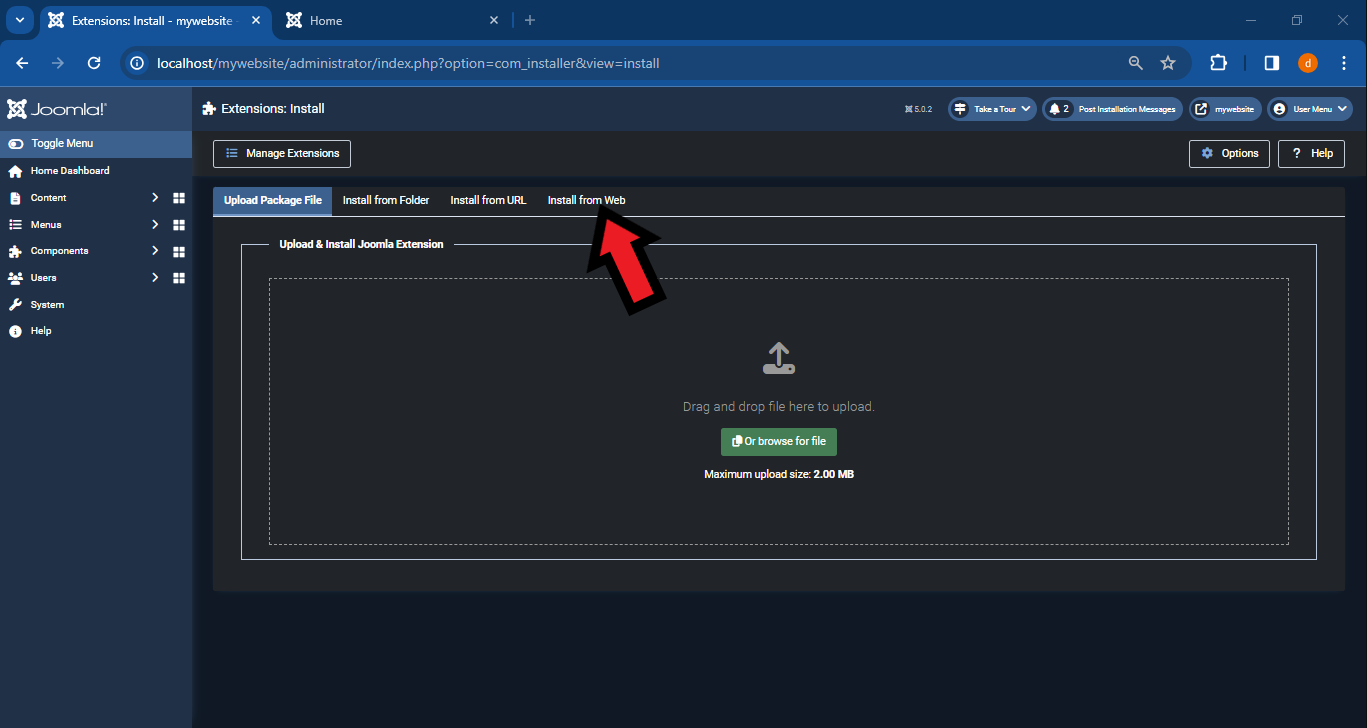 Extensions: Install - mywebsite -
Home
localhost/mywebsite/administrator/index.php?option=com_installer&view=install
d
Joomla!®
Extensions: Install
5.0.2
Take a Tour
2 Post Installation Messages
mywebsite
User Menu
Toggle Menu
Manage Extensions
Options
? Help
Home Dashboard
Content
Menus
Components
Users
System
Help
Upload Package File
Install from Folder
Install from URL
Install from Web
Upload & Install Joomla Extension
Drag and drop file here to upload.
Or browse for file
Maximum upload size: 2.00 MB